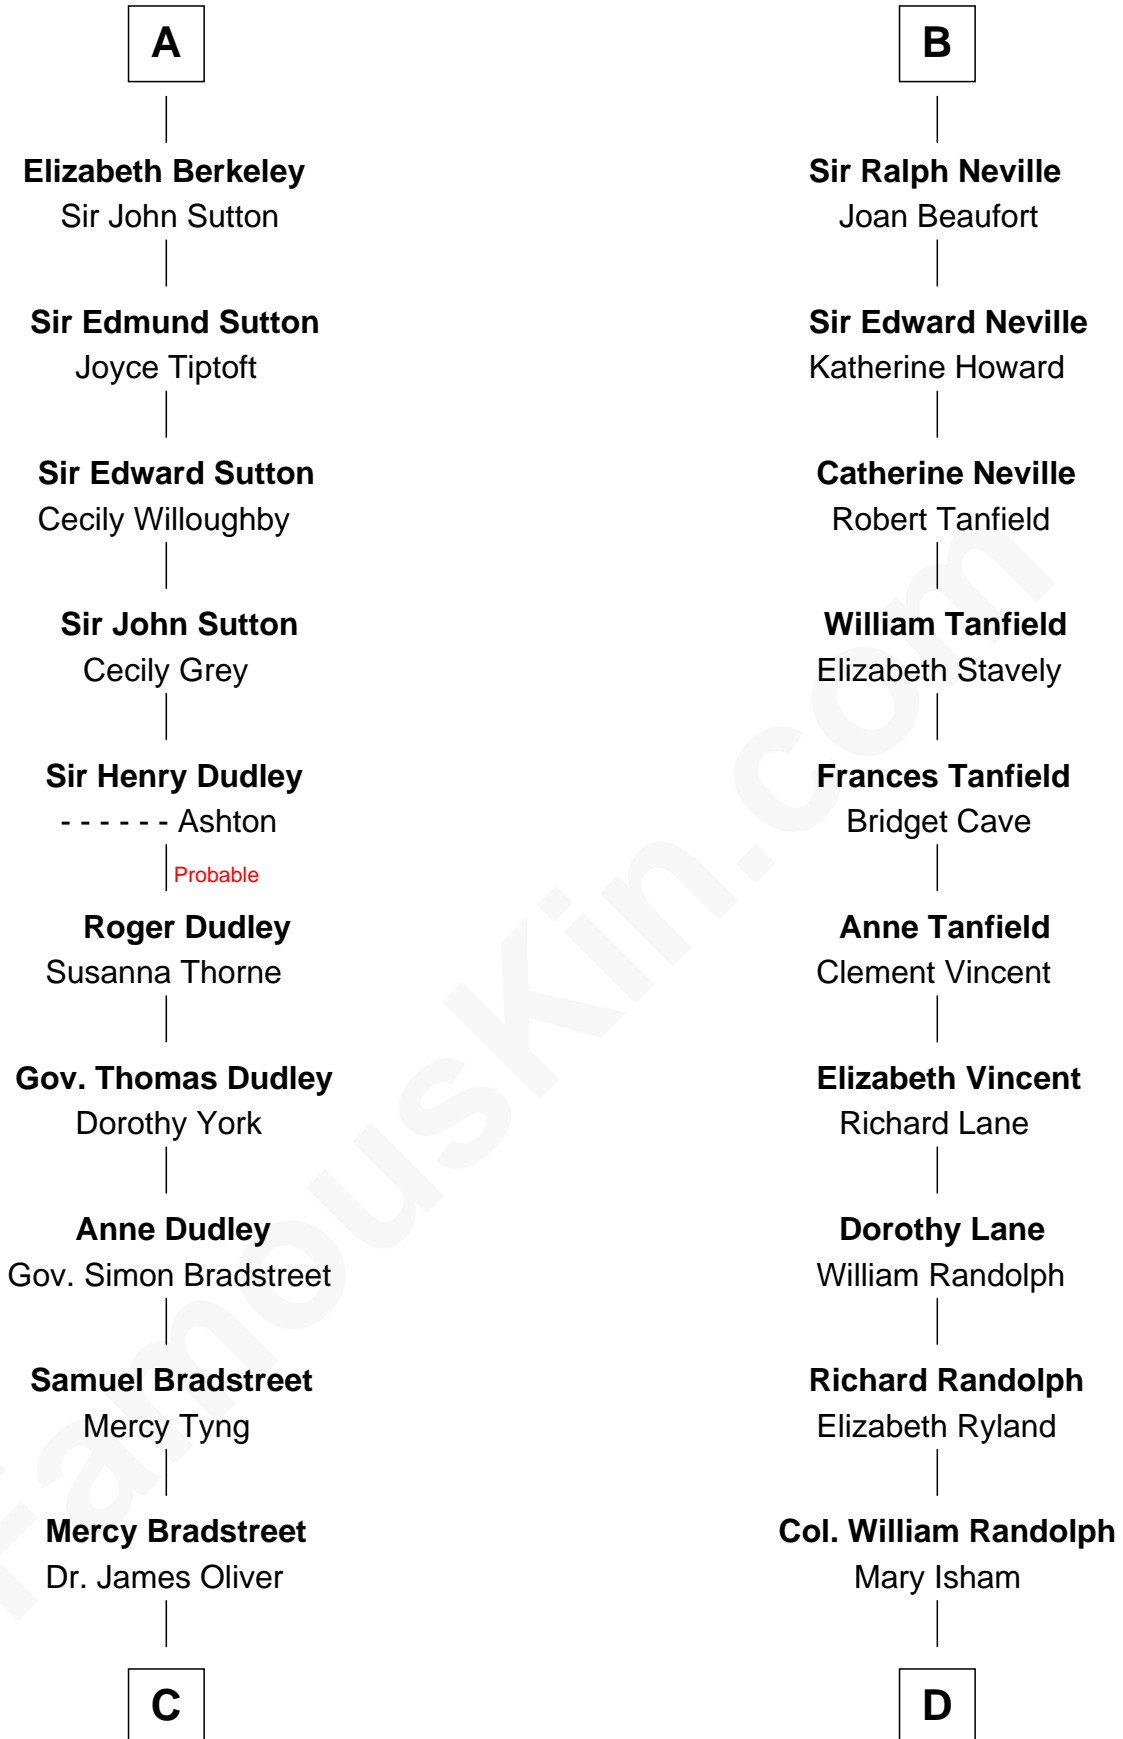 A
Elizabeth Berkeley
Sir John Sutton
Sir Edmund Sutton
Joyce Tiptoft
Sir Edward Sutton
Cecily Willoughby
Sir John Sutton
Cecily Grey
Sir Henry Dudley
- - - - - - Ashton
Probable
Roger Dudley
Susanna Thorne
Gov. Thomas Dudley
Dorothy York
Anne Dudley
Gov. Simon Bradstreet
Samuel Bradstreet
Mercy Tyng
Mercy Bradstreet
Dr. James Oliver
C
B
Sir Ralph Neville
Joan Beaufort
Sir Edward Neville
Katherine Howard
Catherine Neville
Robert Tanfield
William Tanfield
Elizabeth Stavely
Frances Tanfield
Bridget Cave
Anne Tanfield
Clement Vincent
Elizabeth Vincent
Richard Lane
Dorothy Lane
William Randolph
Richard Randolph
Elizabeth Ryland
Col. William Randolph
Mary Isham
D
FamousKin.com